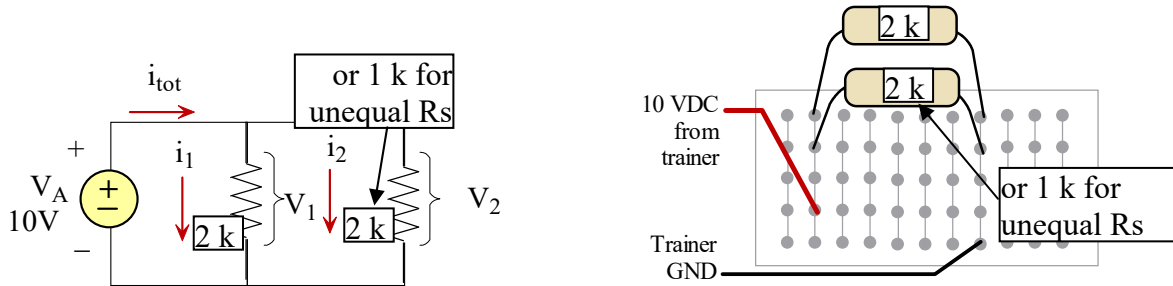 i_tot
or 1 k for
unequal Rs
i_1
i_2
+
V_A
10V
+
−
−
2 k
V_1
2 k
V_2
2 k
2 k
10 VDC
from
trainer
or 1 k for
unequal Rs
Trainer
GND